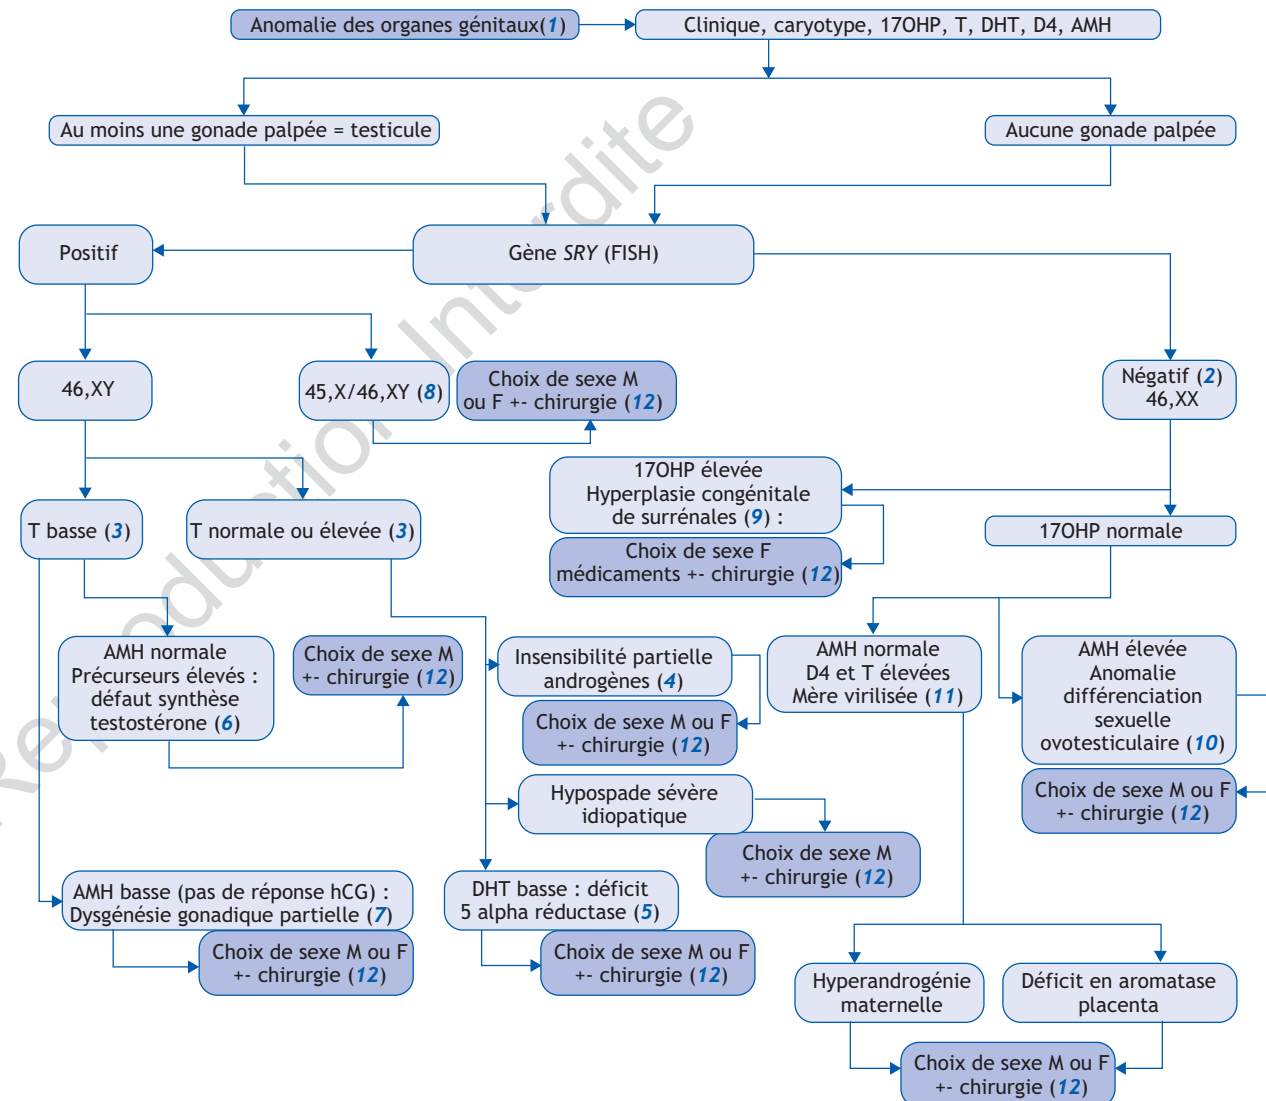 Anomalie des organes génitaux(1)
Clinique, caryotype, 17OHP, T, DHT, D4, AMH
Au moins une gonade palpée = testicule
Aucune gonade palpée
Positif
Gène SRY (FISH)
46,XY
45,X/46,XY (8)
Choix de sexe M
ou F +- chirurgie (12)
Négatif (2)
46,XX
17OHP élevée
Hyperplasie congénitale
de surrénales (9) :
Choix de sexe F
médicaments +- chirurgie (12)
17OHP normale
T basse (3)
T normale ou élevée (3)
AMH normale
Précurseurs élevés :
défaut synthèse
testostérone (6)
Choix de sexe M
+- chirurgie (12)
Insensibilité partielle
androgènes (4)
Choix de sexe M ou F
+- chirurgie (12)
AMH normale
D4 et T élevées
Mère virilisée (11)
AMH élevée
Anomalie
différenciation
sexuelle
ovotesticulaire (10)
Choix de sexe M ou F
+- chirurgie (12)
Hypospade sévère
idiopatique
Choix de sexe M
+- chirurgie (12)
AMH basse (pas de réponse hCG) :
Dysgénésie gonadique partielle (7)
Choix de sexe M ou F
+- chirurgie (12)
DHT basse : déficit
5 alpha réductase (5)
Choix de sexe M ou F
+- chirurgie (12)
Hyperandrogénie
maternelle
Déficit en aromatase
placenta
Choix de sexe M ou F
+- chirurgie (12)
Reproduction Interdite